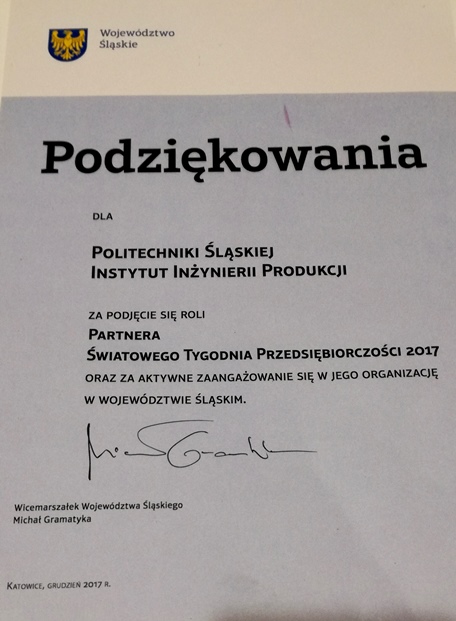 Województwo
Śląskie
Podziękowania
DLA
POLITECHNIKI ŚLĄSKIEJ
INSTYTUT INŻYNIERII PRODUKCJI
ZA PODJĘCIE SIĘ ROLI
PARTNERA
ŚWIATOWEGO TYGODNIA PRZEDSIĘBIORCZOŚCI 2017
ORAZ ZA AKTYWNE ZAANGAŻOWANIE SIĘ W JEGO ORGANIZACJĘ
W WOJEWÓDZTWIE ŚLĄSKIM.
Wicemarszałek Województwa Śląskiego
Michał Gramatyka
KATOWICE, GRUDZIEŃ 2017 R.